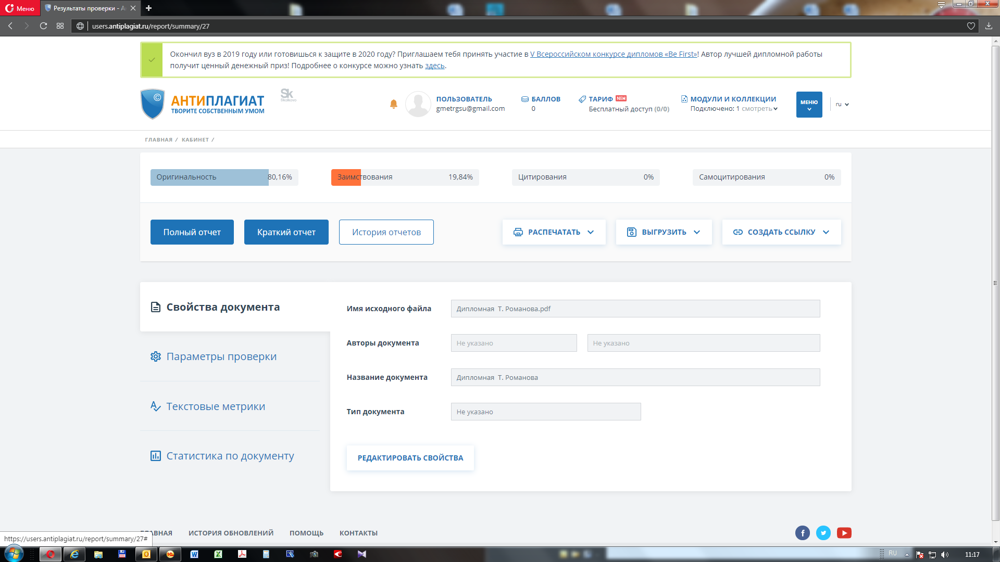 Меню
Результаты проверки - А
users.antiplagiat.ru/report/summary/27
Окончил вуз в 2019 году или готовишься к защите в 2020 году? Приглашаем тебя принять участие в V Всероссийском конкурсе дипломов «Be First»! Автор лучшей дипломной работы
получит ценный денежный приз! Подробнее о конкурсе можно узнать здесь.
АНТИПЛАГИАТ
ТВОРИТЕ СОБСТВЕННЫМ УМОМ
Sk
Skolkovo
ПОЛЬЗОВАТЕЛЬ
gmetrgsu@gmail.com
БАЛЛОВ
0
ТАРИФ NEW
Бесплатный доступ (0/0)
МОДУЛИ И КОЛЛЕКЦИИ
Подключено: 1 смотреть
МЕНЮ
ru
ГЛАВНАЯ / КАБИНЕТ /
Оригинальность 80,16%
Заимствования 19,84%
Цитирования 0%
Самоцитирования 0%
Полный отчет
Краткий отчет
История отчетов
РАСПЕЧАТАТЬ
ВЫГРУЗИТЬ
СОЗДАТЬ ССЫЛКУ
Свойства документа
Параметры проверки
Текстовые метрики
Статистика по документу
Имя исходного файла Дипломная Т. Романова.pdf
Авторы документа Не указано Не указано
Название документа Дипломная Т. Романова
Тип документа Не указано
РЕДАКТИРОВАТЬ СВОЙСТВА
ГЛАВНАЯ ИСТОРИЯ ОБНОВЛЕНИЙ ПОМОЩЬ КОНТАКТЫ
https://users.antiplagiat.ru/report/summary/27#
RU
11:17